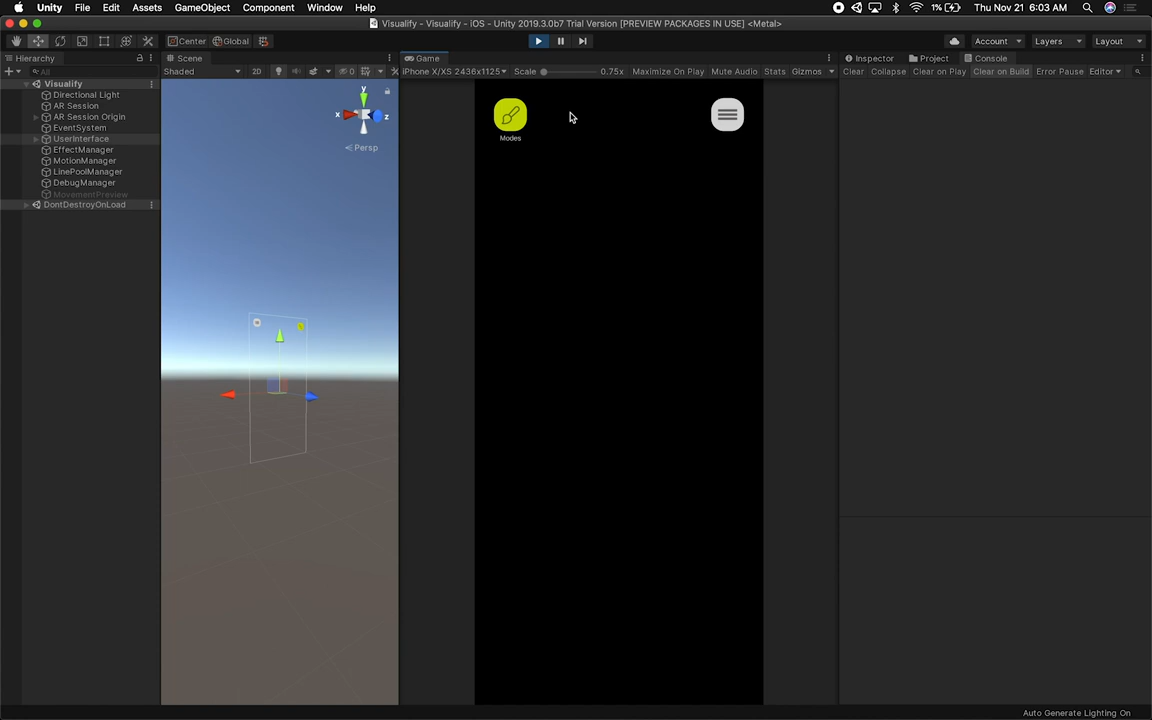 Unity File Edit Assets GameObject Component Window Help 1% Thu Nov 21 6:03 AM
Visualify - Visualify - iOS - Unity 2019.3.0b7 Trial Version [PREVIEW PACKAGES IN USE] <Metal>
Center Global Account Layers Layout
Hierarchy Scene Game Inspector Project Console
All Shaded 2D 0 iPhone X/XS 2436x1125 Scale 0.75x Maximize On Play Mute Audio Stats Gizmos Clear Collapse Clear on Play Clear on Build Error Pause Editor
Visualify
Directional Light
AR Session
AR Session Origin
EventSystem
UserInterface
EffectManager
MotionManager
LinePoolManager
DebugManager
MovementPreview
DontDestroyOnLoad
y
x z
Persp
Modes
Auto Generate Lighting On